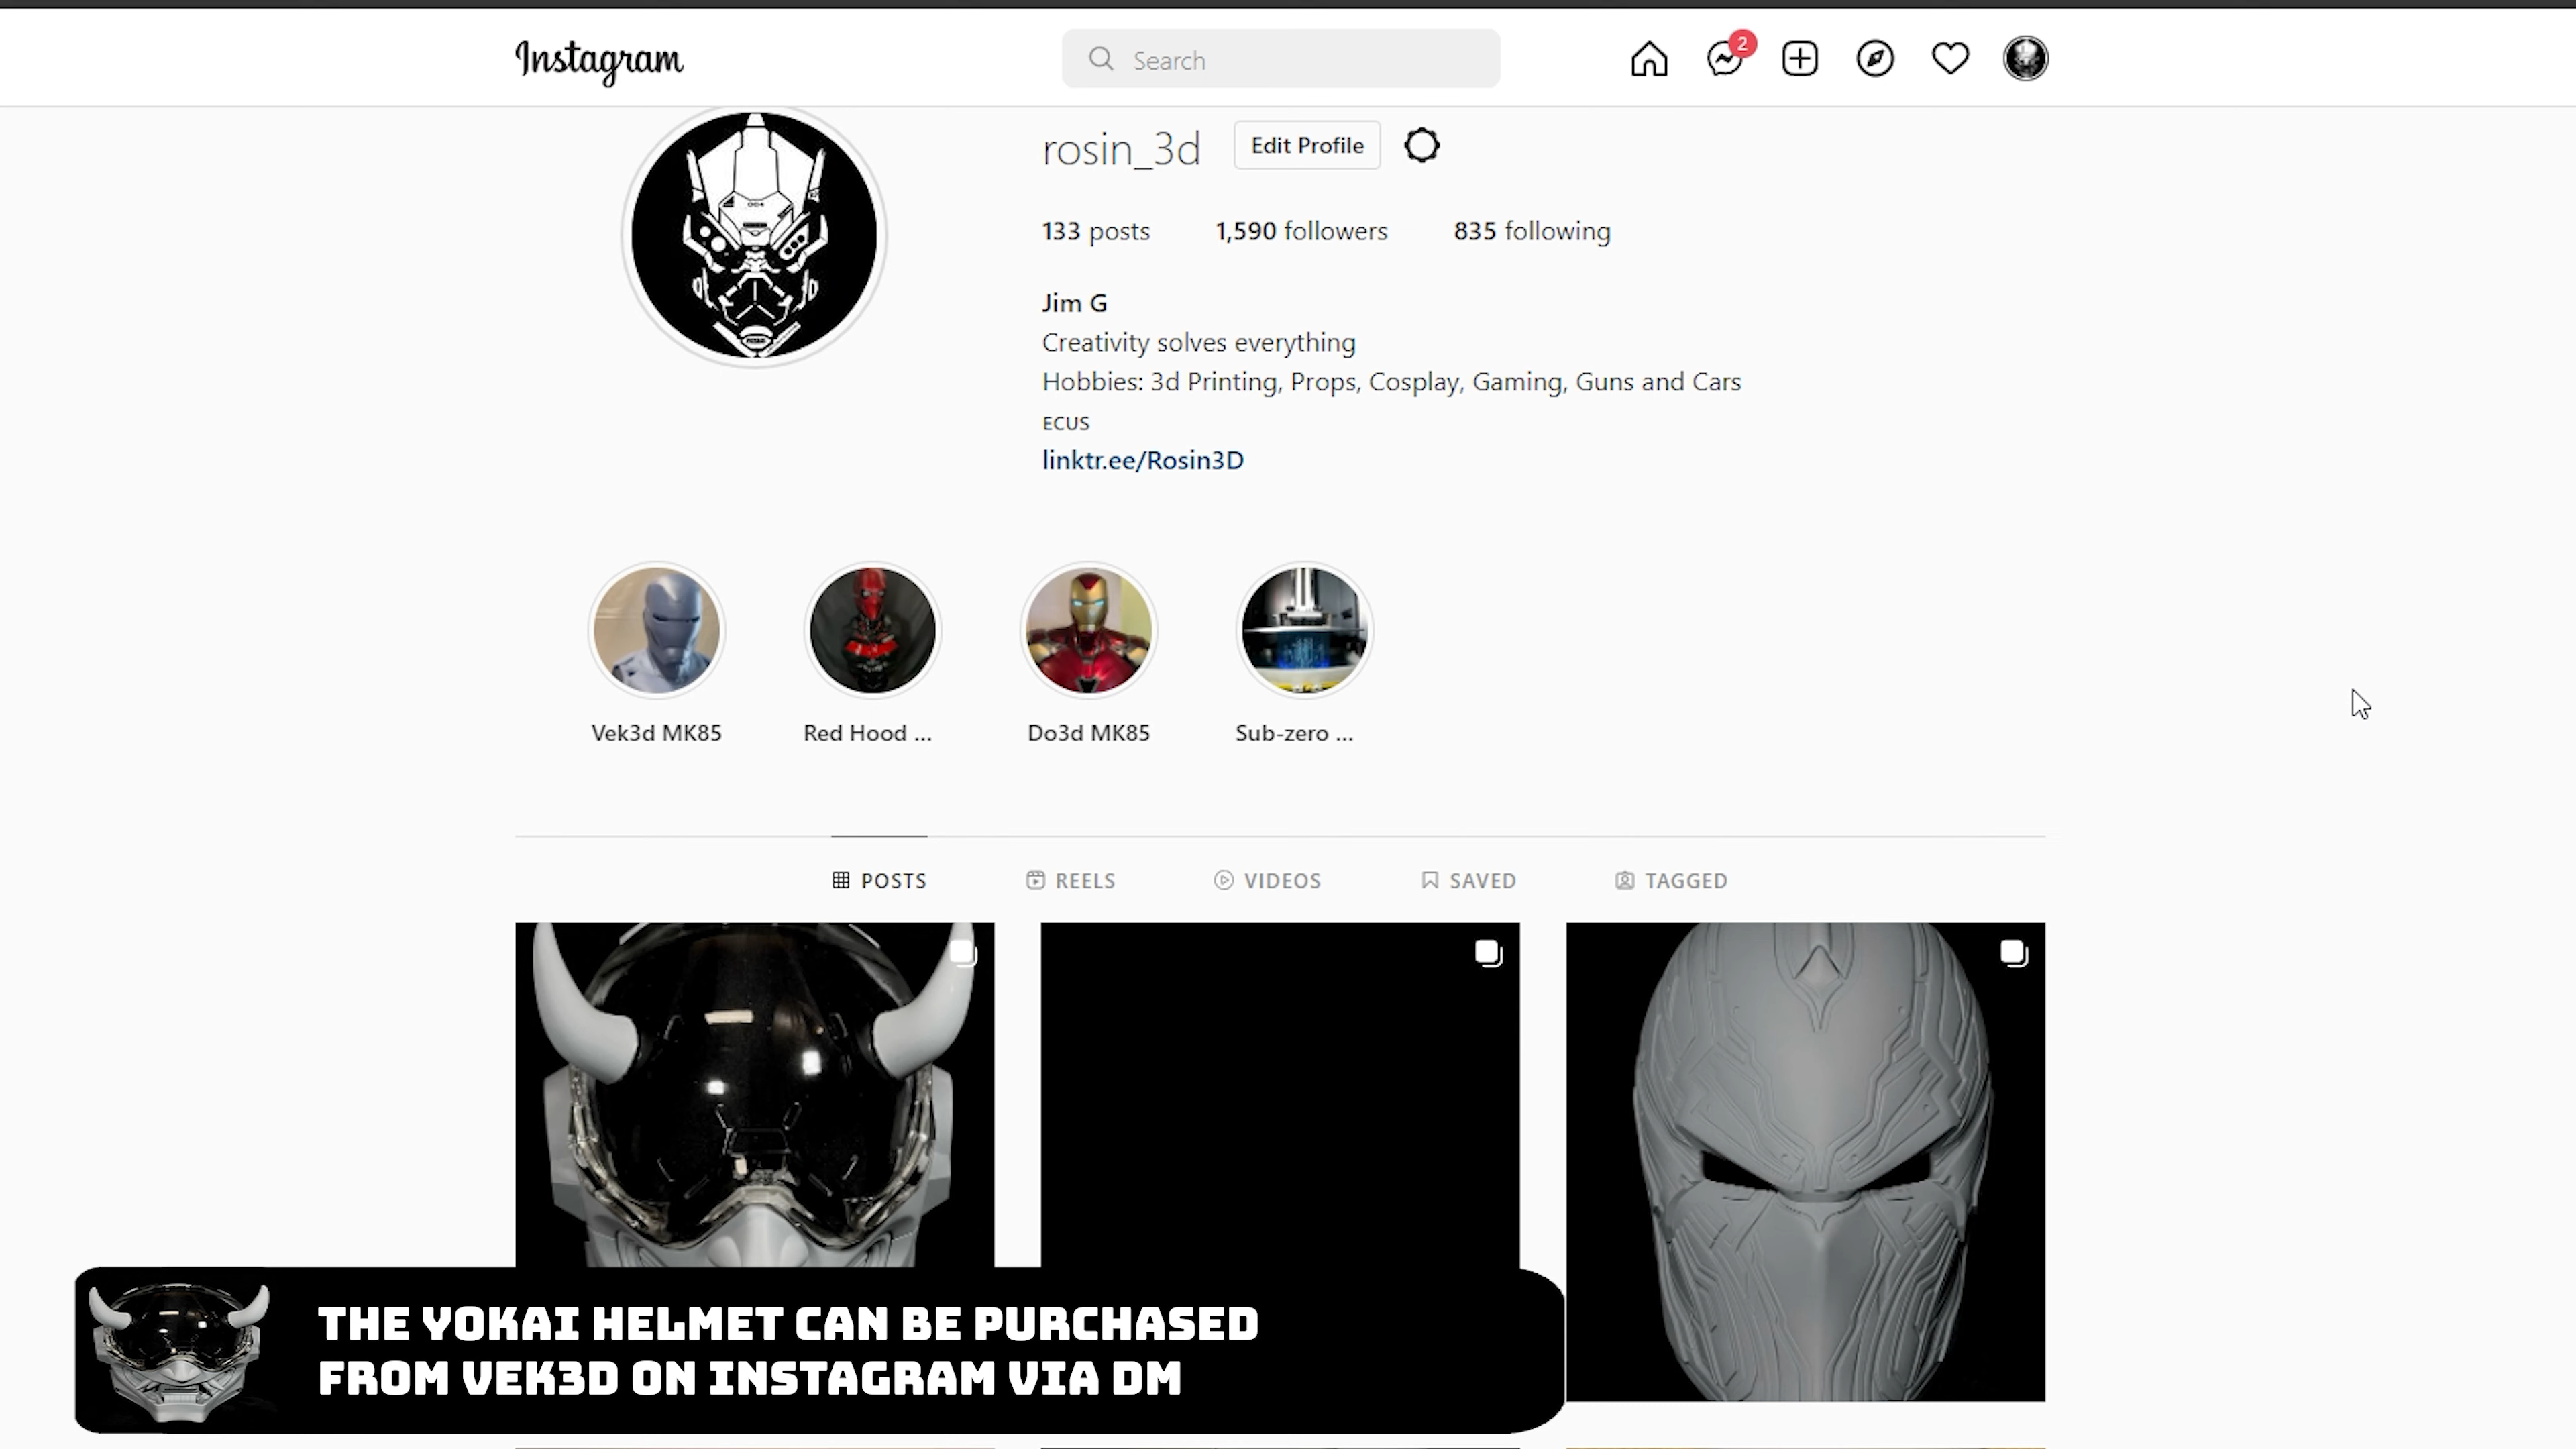 Instagram
Search
2
rosin_3d
Edit Profile
133 posts
1,590 followers
835 following
Jim G
Creativity solves everything
Hobbies: 3d Printing, Props, Cosplay, Gaming, Guns and Cars
ECUS
linktr.ee/Rosin3D
Vek3d MK85
Red Hood ...
Do3d MK85
Sub-zero ...
POSTS
REELS
VIDEOS
SAVED
TAGGED
THE YOKAI HELMET CAN BE PURCHASED
FROM VEK3D ON INSTAGRAM VIA DM